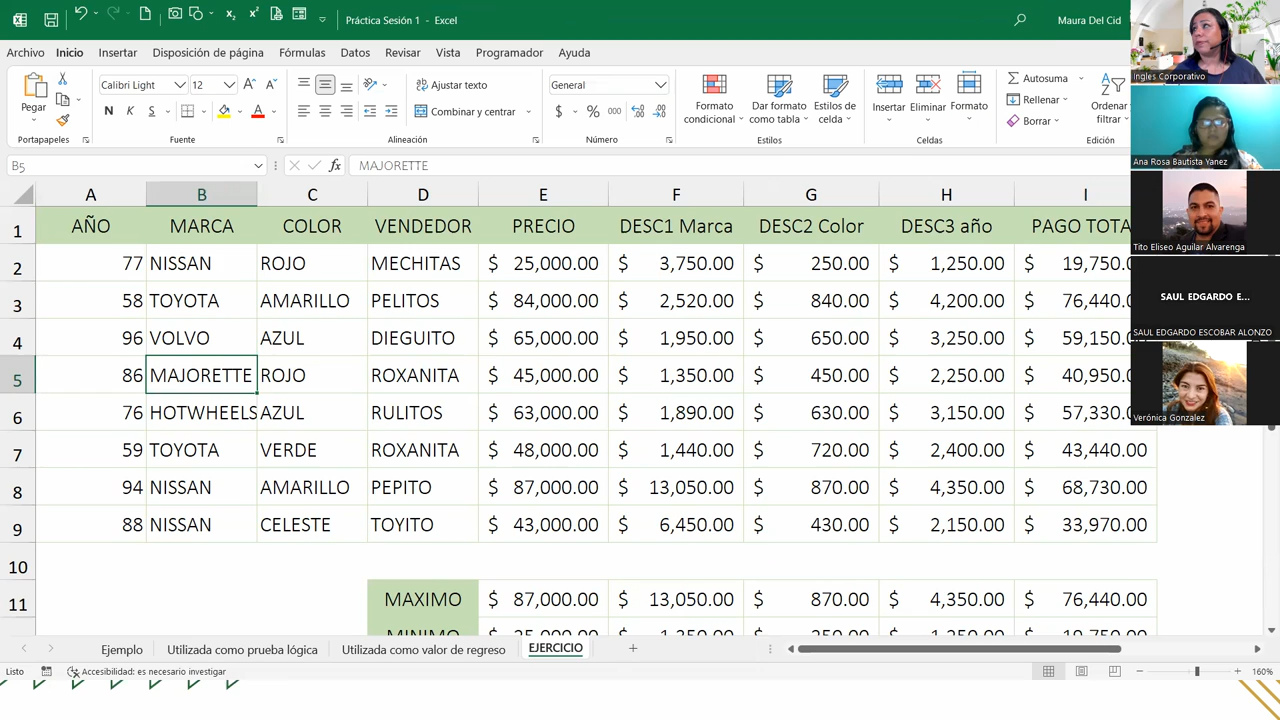 Práctica Sesión 1 - Excel
Maura Del Cid
Archivo Inicio Insertar Disposición de página Fórmulas Datos Revisar Vista Programador Ayuda
Pegar
Calibri Light 12
N K S
Ajustar texto
Combinar y centrar
General
$ % 000
Formato condicional
Dar formato como tabla
Estilos de celda
Insertar Eliminar Formato
Autosuma
Rellenar
Borrar
Ordenar filtrar
Portapapeles Fuente Alineación Número Estilos Celdas Edición
B5 fx MAJORETTE
A B C D E F G H I
1 AÑO MARCA COLOR VENDEDOR PRECIO DESC1 Marca DESC2 Color DESC3 año PAGO TOTA
2 77 NISSAN ROJO MECHITAS $ 25,000.00 $ 3,750.00 $ 250.00 $ 1,250.00 $ 19,750.0
3 58 TOYOTA AMARILLO PELITOS $ 84,000.00 $ 2,520.00 $ 840.00 $ 4,200.00 $ 76,440.0
4 96 VOLVO AZUL DIEGUITO $ 65,000.00 $ 1,950.00 $ 650.00 $ 3,250.00 $ 59,150.0
5 86 MAJORETTE ROJO ROXANITA $ 45,000.00 $ 1,350.00 $ 450.00 $ 2,250.00 $ 40,950.0
6 76 HOTWHEELS AZUL RULITOS $ 63,000.00 $ 1,890.00 $ 630.00 $ 3,150.00 $ 57,330.0
7 59 TOYOTA VERDE ROXANITA $ 48,000.00 $ 1,440.00 $ 720.00 $ 2,400.00 $ 43,440.00
8 94 NISSAN AMARILLO PEPITO $ 87,000.00 $ 13,050.00 $ 870.00 $ 4,350.00 $ 68,730.00
9 88 NISSAN CELESTE TOYITO $ 43,000.00 $ 6,450.00 $ 430.00 $ 2,150.00 $ 33,970.00
10
11 MAXIMO $ 87,000.00 $ 13,050.00 $ 870.00 $ 4,350.00 $ 76,440.00
Ejemplo Utilizada como prueba lógica Utilizada como valor de regreso EJERCICIO
Listo Accesibilidad: es necesario investigar 160%
Ingles Corporativo
Ana Rosa Bautista Yanez
Tito Eliseo Aguilar Alvarenga
SAUL EDGARDO E...
SAUL EDGARDO ESCOBAR ALONZO
Verónica Gonzalez